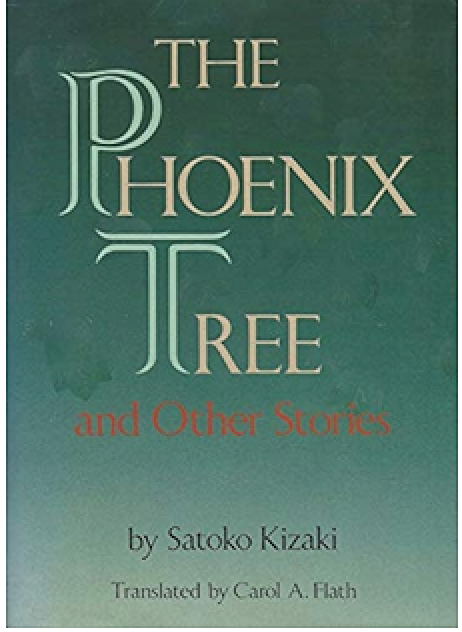 THE
PHOENIX
TREE
and Other Stories
by Satoko Kizaki
Translated by Carol A. Flath